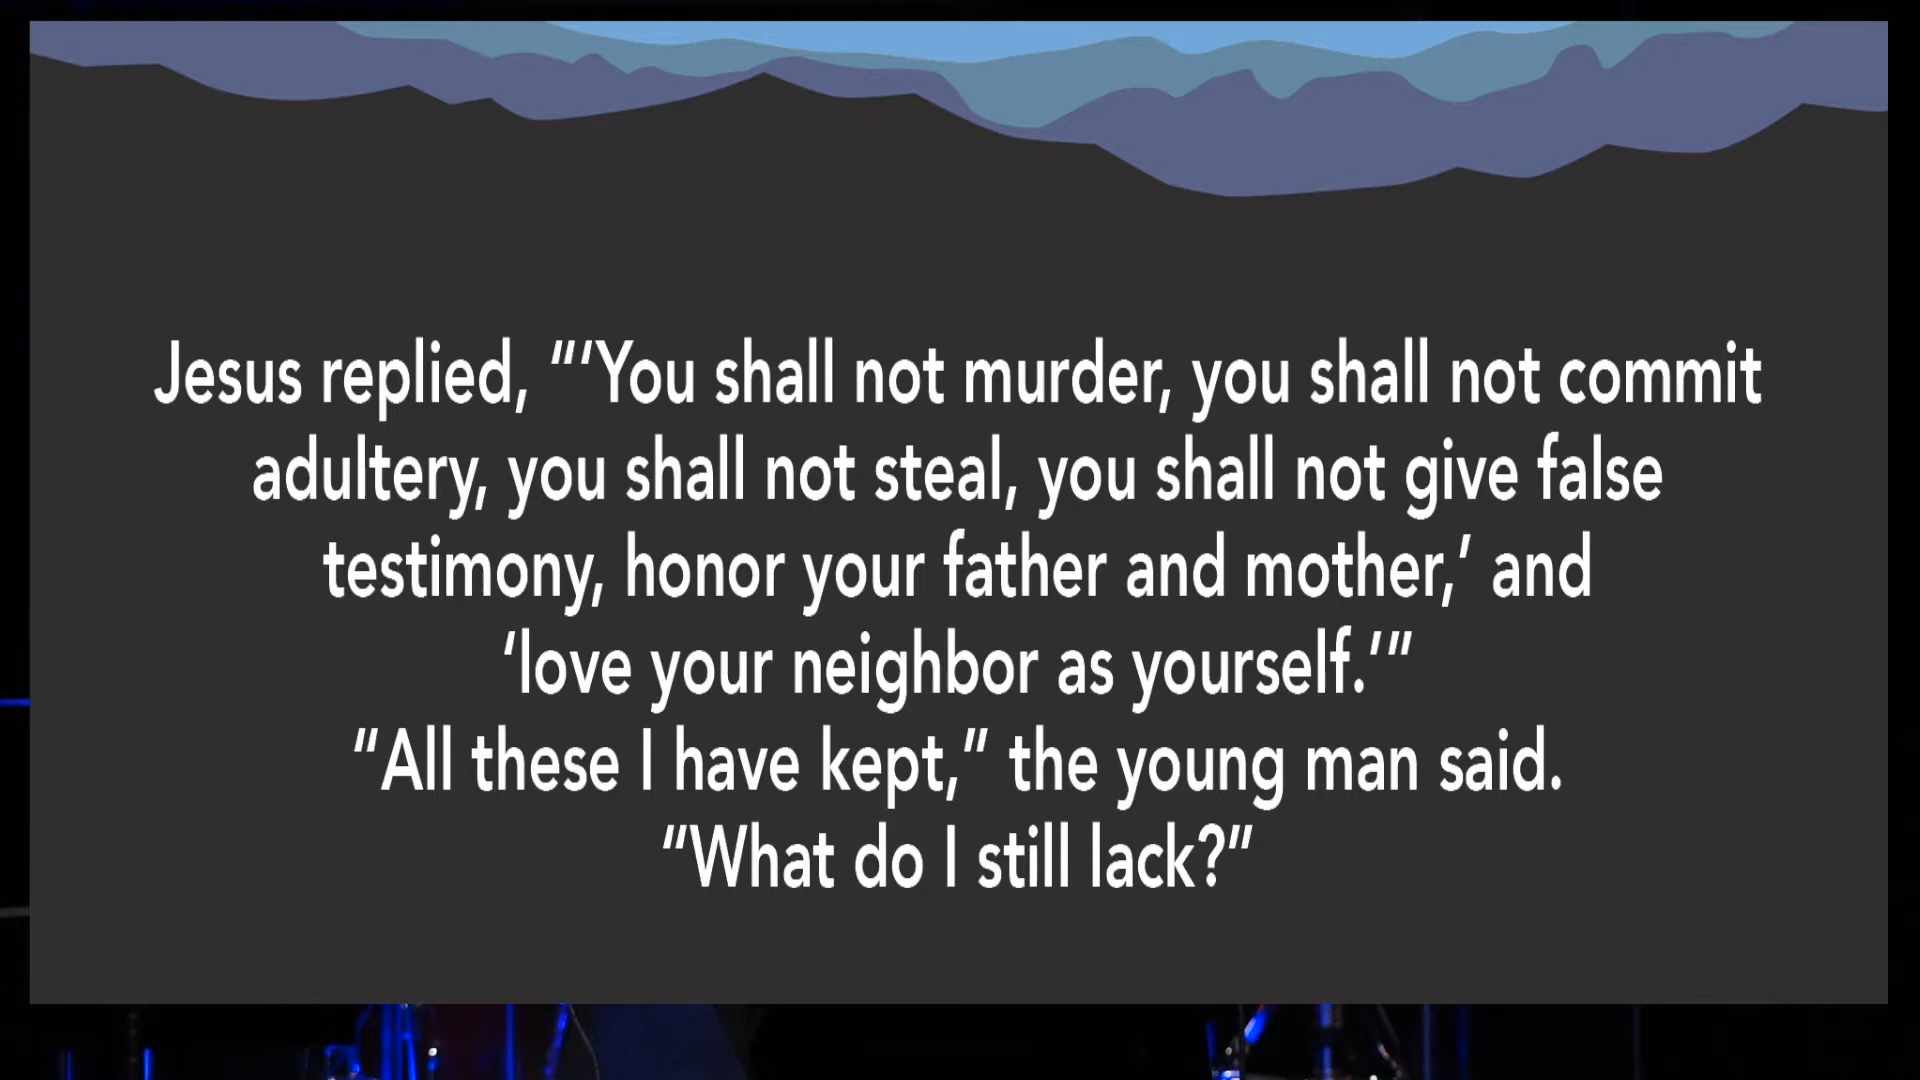 Jesus replied, “‘You shall not murder, you shall not commit
adultery, you shall not steal, you shall not give false
testimony, honor your father and mother,’ and
‘love your neighbor as yourself.’”
“All these I have kept,” the young man said.
“What do I still lack?”